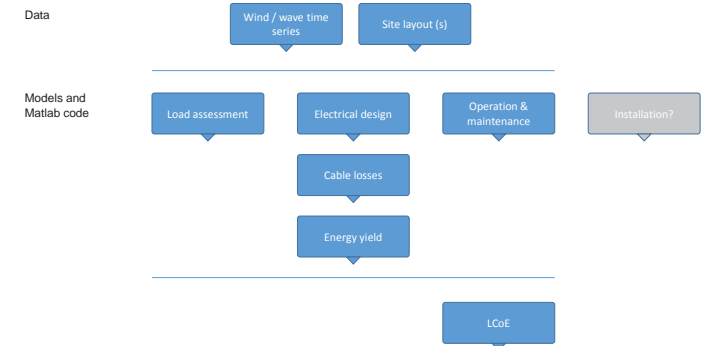 Data
Wind / wave time
series
Site layout (s)
Models and
Matlab code
Load assessment
Electrical design
Operation &
maintenance
Installation?
Cable losses
Energy yield
LCoE